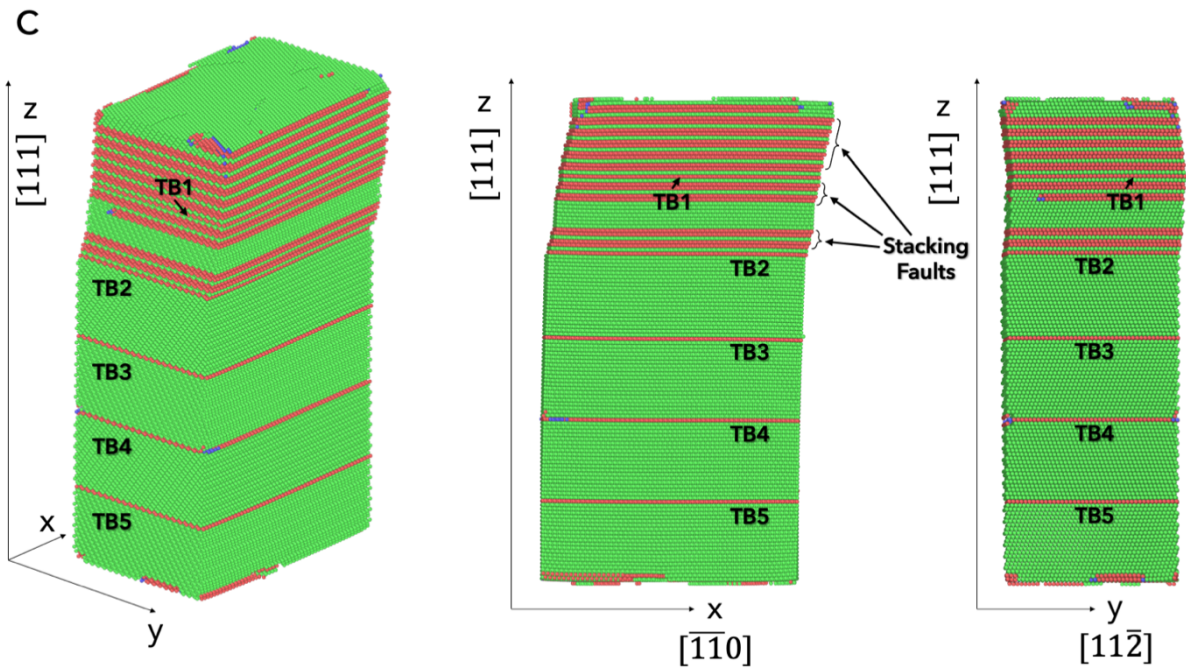 C
z
[111]
TB1
TB2
TB3
TB4
TB5
x
y
z
[111]
TB1
TB2
TB3
TB4
TB5
Stacking
Faults
x
[1̅1̅0]
z
[111]
TB1
TB2
TB3
TB4
TB5
y
[112̅]